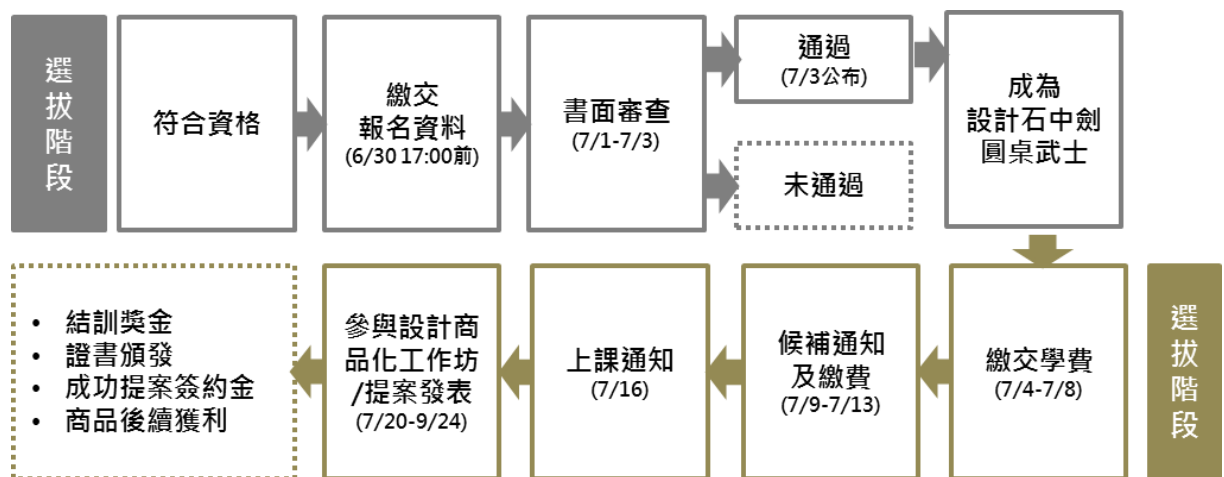 選拔階段
符合資格
繳交
報名資料
(6/30 17:00前)
書面審查
(7/1-7/3)
通過
(7/3公布)
未通過
成為
設計石中劍
圓桌武士
選拔階段
繳交學費
(7/4-7/8)
候補通知
及繳費
(7/9-7/13)
上課通知
(7/16)
參與設計商
品化工作坊
/提案發表
(7/20-9/24)
• 結訓獎金
• 證書頒發
• 成功提案簽約金
• 商品後續獲利